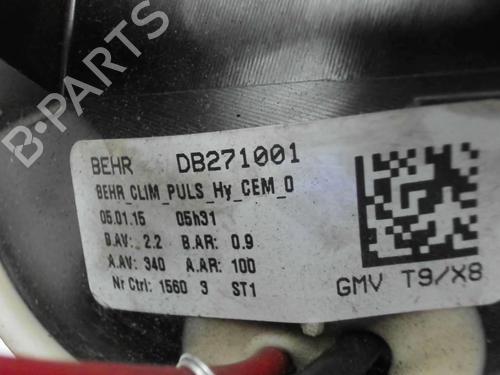 BEHR DB271001
BEHR_CLIM_PULS_Hy_CEM_0
05.01.15 05h31
B.AV: 2.2 B.AR: 0.9
A.AV: 340 A.AR: 100
Nr Ctrl: 1560 3 ST1
GMV T9/X8
B-PARTS